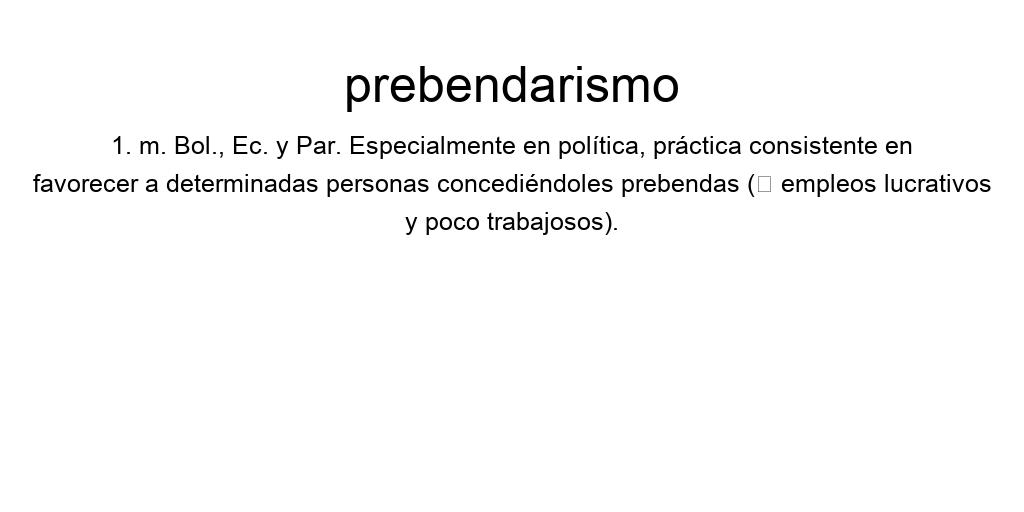 prebendarismo
1. m. Bol., Ec. y Par. Especialmente en política, práctica consistente en
favorecer a determinadas personas concediéndoles prebendas (▯ empleos lucrativos
y poco trabajosos).